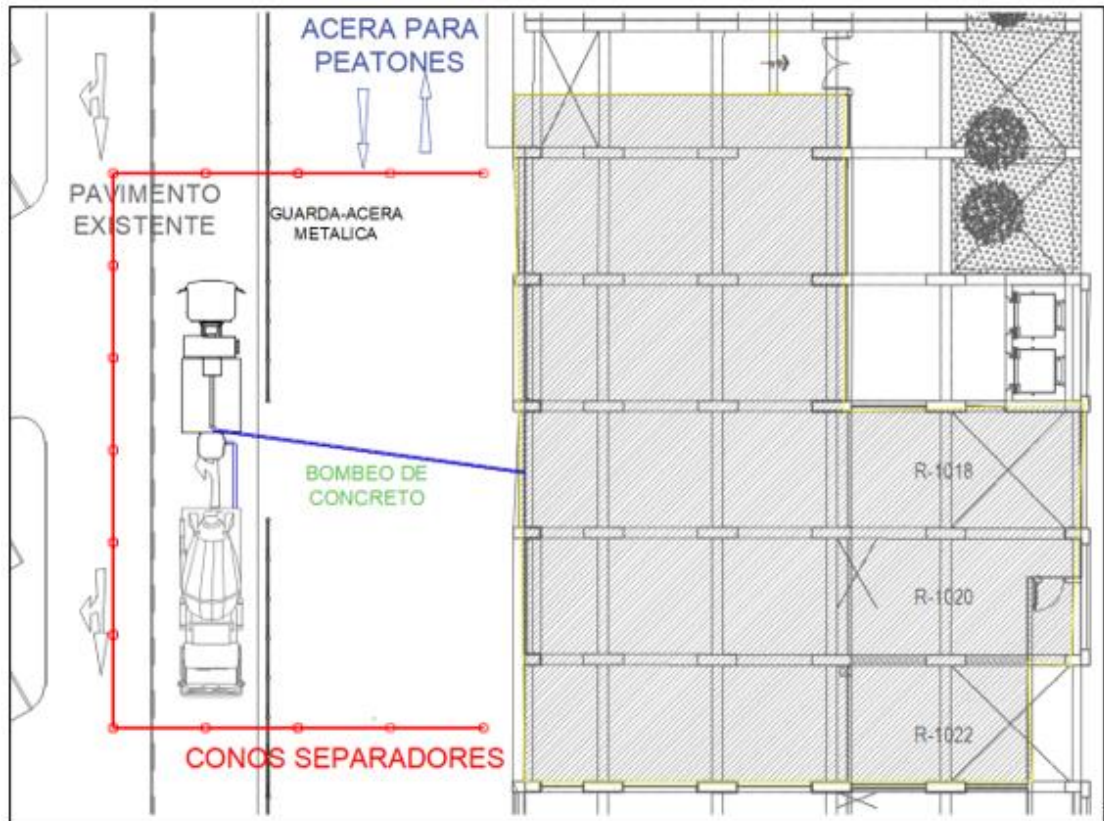 ACERA PARA
PEATONES
PAVIMENTO
EXISTENTE
GUARDA-ACERA
METALICA
BOMBEO DE
CONCRETO
R-1018
R-1020
R-1022
CONOS SEPARADORES